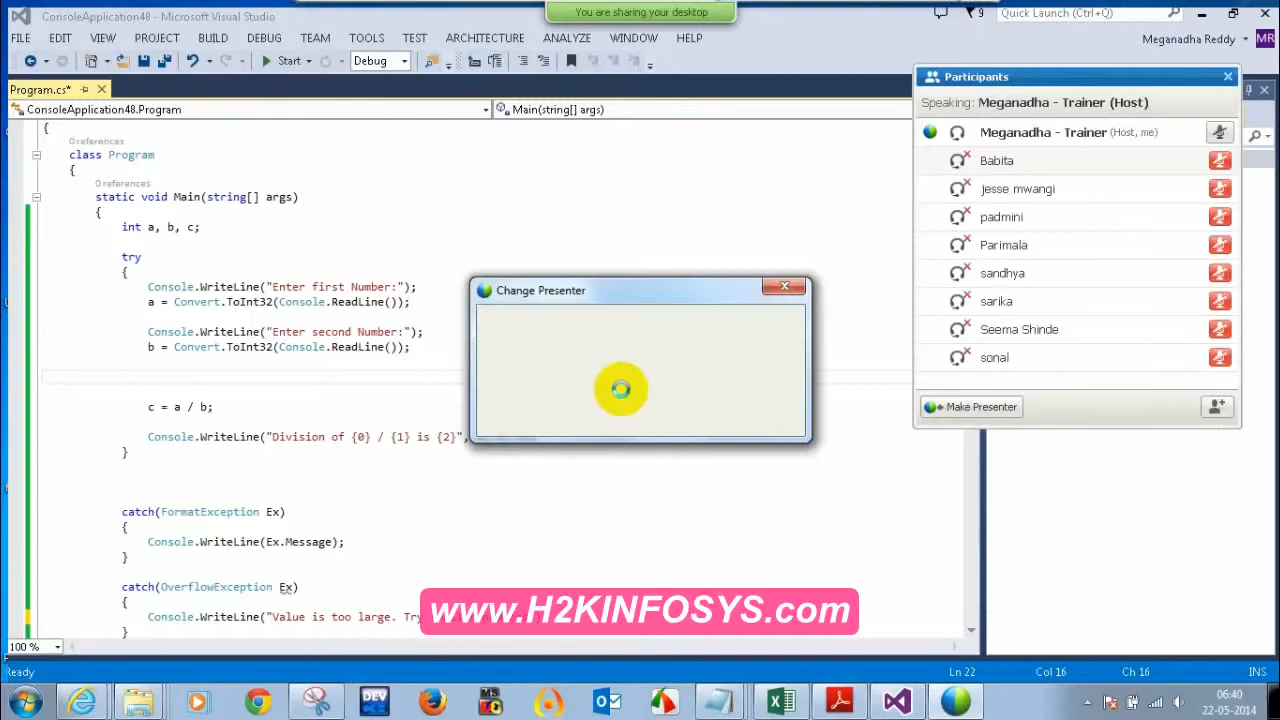 You are sharing your desktop
ConsoleApplication48 - Microsoft Visual Studio
9
Quick Launch (Ctrl+Q)
FILE EDIT VIEW PROJECT BUILD DEBUG TEAM TOOLS TEST ARCHITECTURE ANALYZE WINDOW HELP
Meganadha Reddy MR
Start Debug
Program.cs*
ConsoleApplication48.Program
Main(string[] args)
{
0 references
class Program
{
0 references
static void Main(string[] args)
{
int a, b, c;
try
{
Console.WriteLine("Enter first Number:");
a = Convert.ToInt32(Console.ReadLine());
Console.WriteLine("Enter second Number:");
b = Convert.ToInt32(Console.ReadLine());
c = a / b;
Console.WriteLine("Division of {0} / {1} is {2}",
}
catch(FormatException Ex)
{
Console.WriteLine(Ex.Message);
}
catch(OverflowException Ex)
{
Console.WriteLine("Value is too large. Try
}
Change Presenter
Participants
Speaking: Meganadha - Trainer (Host)
Meganadha - Trainer (Host, me)
Babita
jesse mwangi
padmini
Parimala
sandhya
sarika
Seema Shinde
sonal
Make Presenter
www.H2KINFOSYS.com
100 %
Ready
Ln 22 Col 16 Ch 16 INS
DEV
MS
06:40
22-05-2014